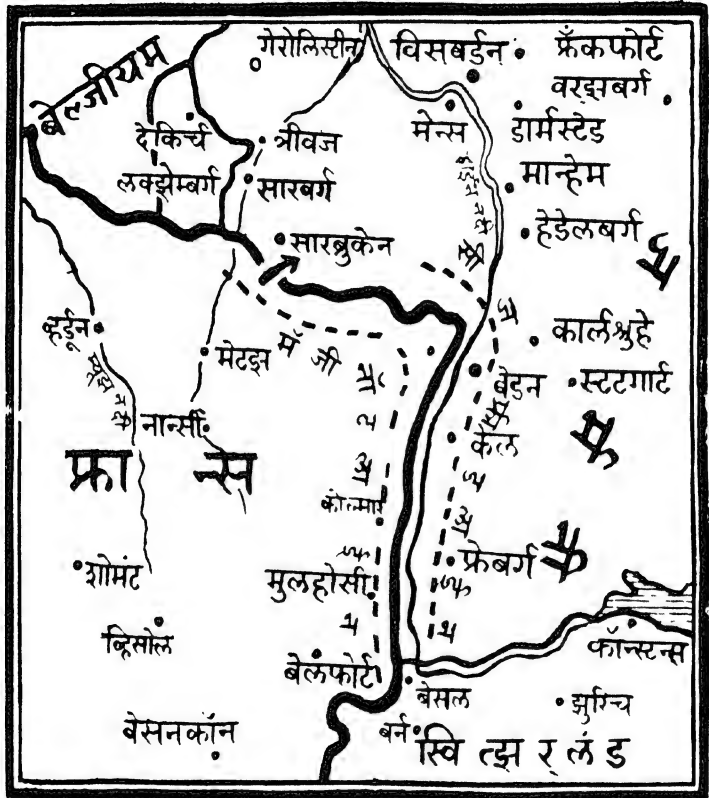 बेल्जीयम
गेरोलिस्टीन
विसबर्डन
फ्रँकफोर्ट
वरझबर्ग
देकिर्च
त्रीवज
मेन्स
डार्मस्टेड
लक्झेम्बर्ग
सारबर्ग
मान्हेम
सारब्रुकेन
हेडेलबर्ग
व्हर्डून
मेटझ
मॅ जी
कार्लश्रुहे
बेडन
स्टटगार्ट
नान्सी
केल
फ्रा न्स
कोल्मार
शोमंट
मुलहोसी
फ्रेबर्ग
व्हिसोल
बेलफोर्ट
कॉन्स्टन्स
बेसल
झुरिच
वेसनकॉन
बर्न
स्वि त्झ र् लं ड